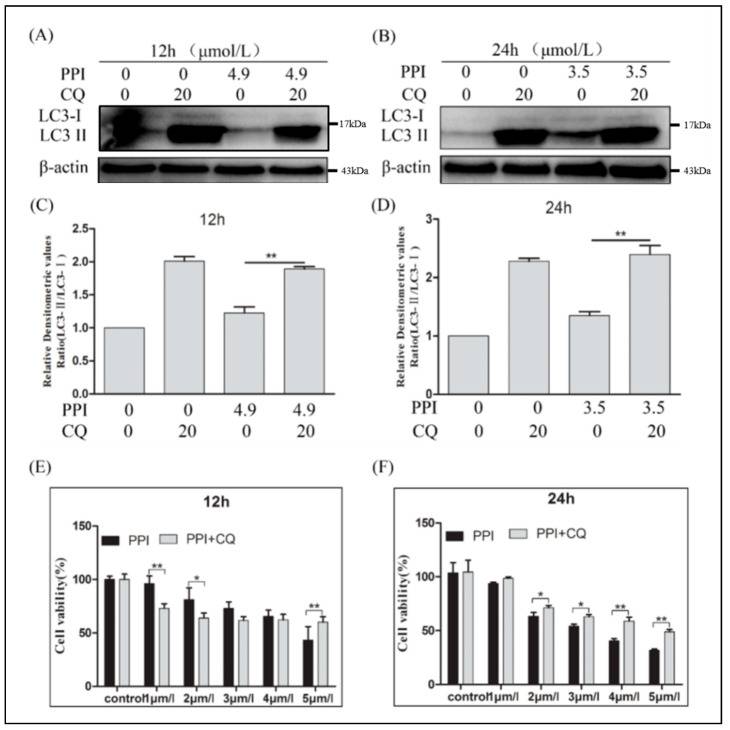 (A)
12h （μmol/L）
PPI 0 0 4.9 4.9
CQ 0 20 0 20
LC3-I
17kDa
LC3 II
β-actin
43kDa
(B)
24h （μmol/L）
PPI 0 0 3.5 3.5
CQ 0 20 0 20
LC3-I
17kDa
LC3 II
β-actin
43kDa
(C)
12h
Relative Densitometric values
Ratio(LC3-Ⅱ/LC3-Ⅰ)
2.5
2.0
1.5
1.0
0.5
0.0
**
PPI 0 0 4.9 4.9
CQ 0 20 0 20
(D)
24h
Relative Densitometric values
Ratio(LC3-Ⅱ/LC3-Ⅰ)
3
2
1
0
**
PPI 0 0 3.5 3.5
CQ 0 20 0 20
(E)
12h
Cell vability(%)
150
100
50
0
PPI PPI+CQ
** * **
control 1μm/l 2μm/l 3μm/l 4μm/l 5μm/l
(F)
24h
Cell vability(%)
150
100
50
0
PPI PPI+CQ
* * ** **
control 1μm/l 2μm/l 3μm/l 4μm/l 5μm/l